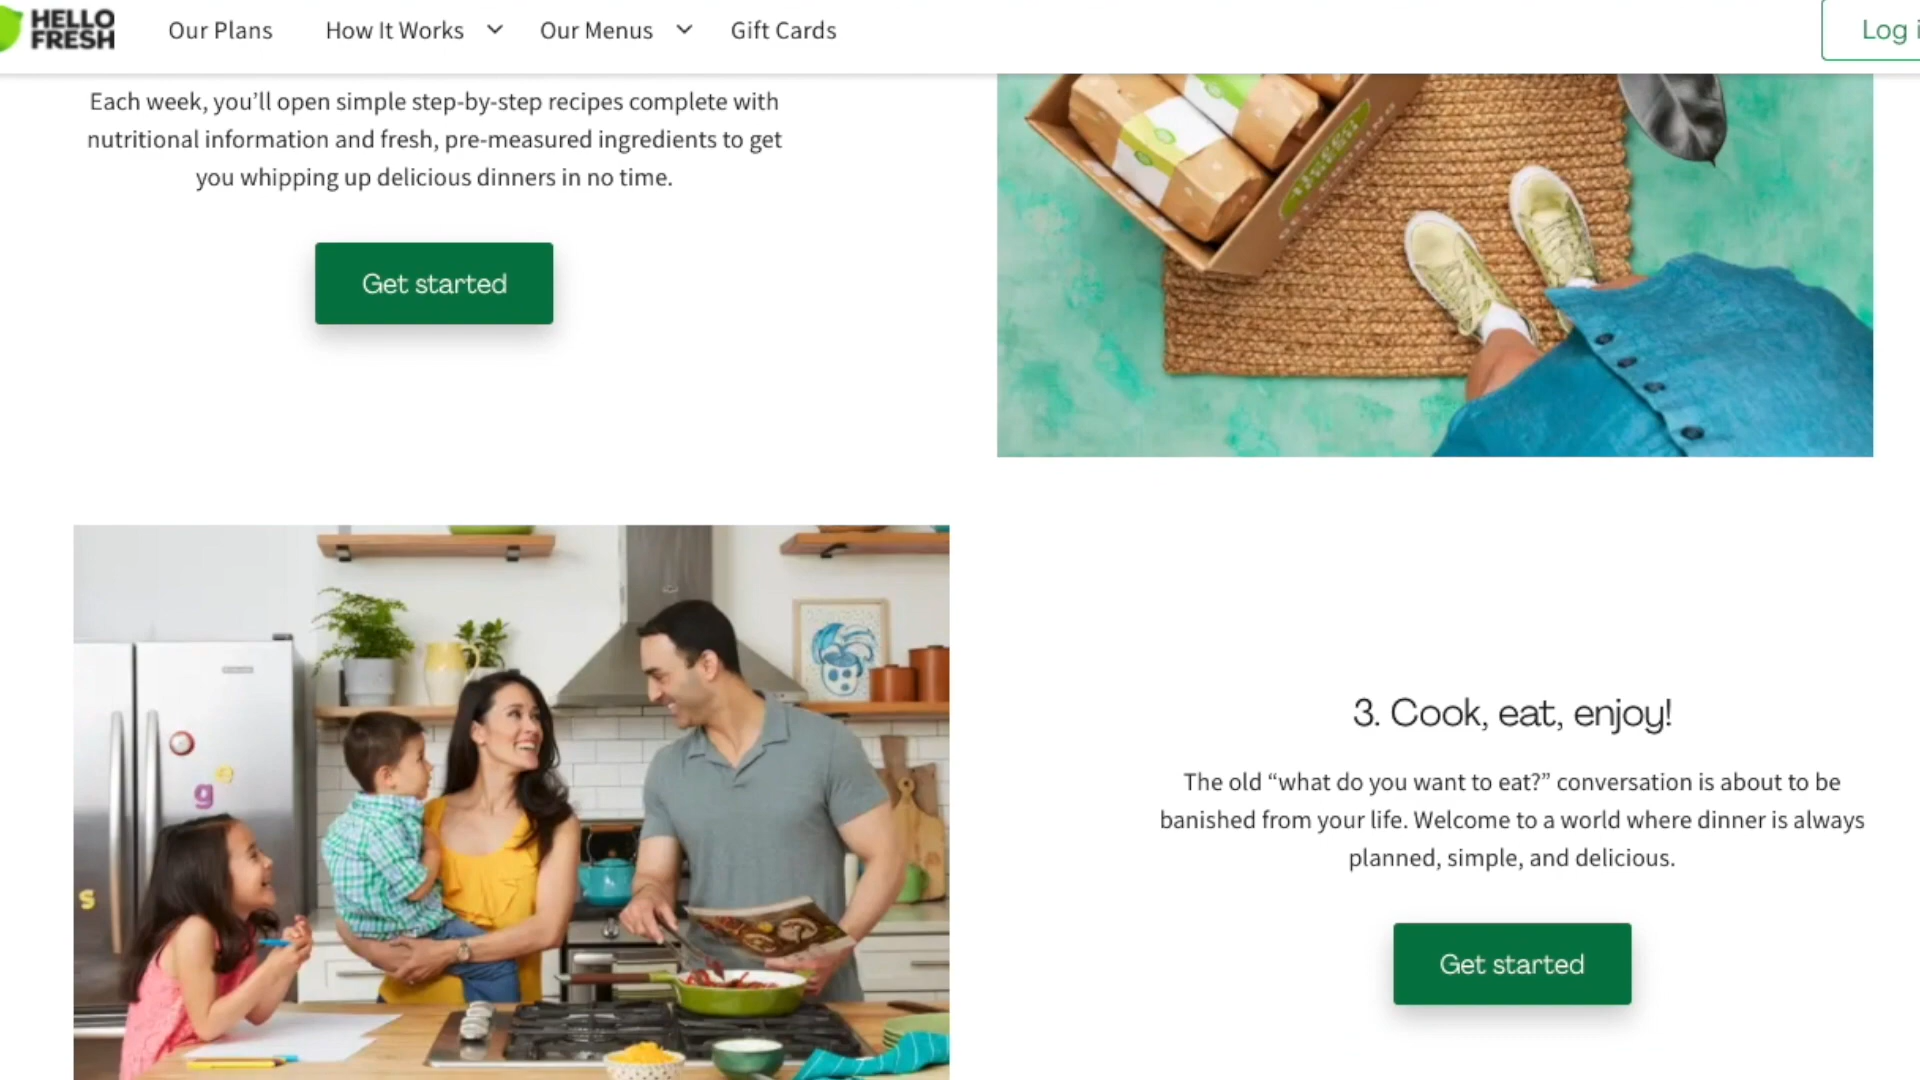 HELLO
FRESH
Our Plans
How It Works
Our Menus
Gift Cards
Log i
Each week, you’ll open simple step-by-step recipes complete with
nutritional information and fresh, pre-measured ingredients to get
you whipping up delicious dinners in no time.
Get started
g
e
s
3. Cook, eat, enjoy!
The old “what do you want to eat?” conversation is about to be
banished from your life. Welcome to a world where dinner is always
planned, simple, and delicious.
Get started